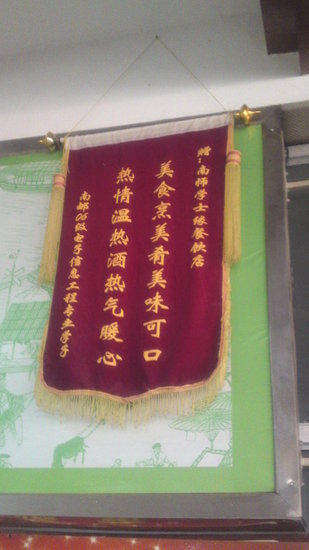 赠：南师学士缘餐饮店
美食烹美肴美味可口
热情温热酒热气暖心
南邮06级电子信息工程专业学子